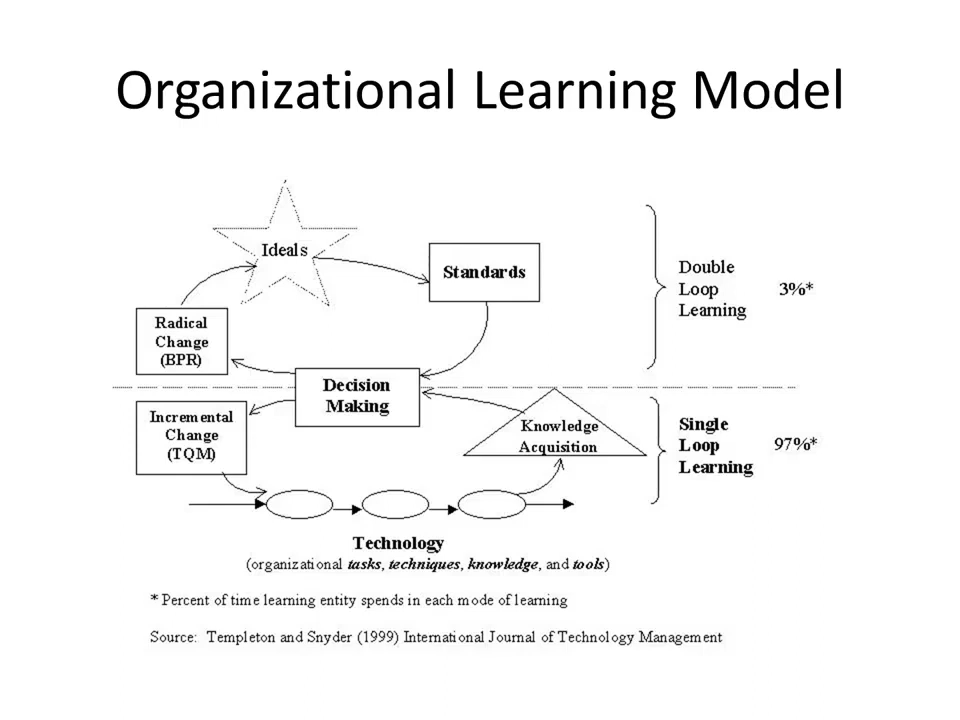 Organizational Learning Model
Ideals
Standards
Double
Loop
Learning
3%*
Radical
Change
(BPR)
Decision
Making
Incremental
Change
(TQM)
Knowledge
Acquisition
Single
Loop
Learning
97%*
Technology
(organizational tasks, techniques, knowledge, and tools)
* Percent of time learning entity spends in each mode of learning
Source: Templeton and Snyder (1999) International Journal of Technology Management